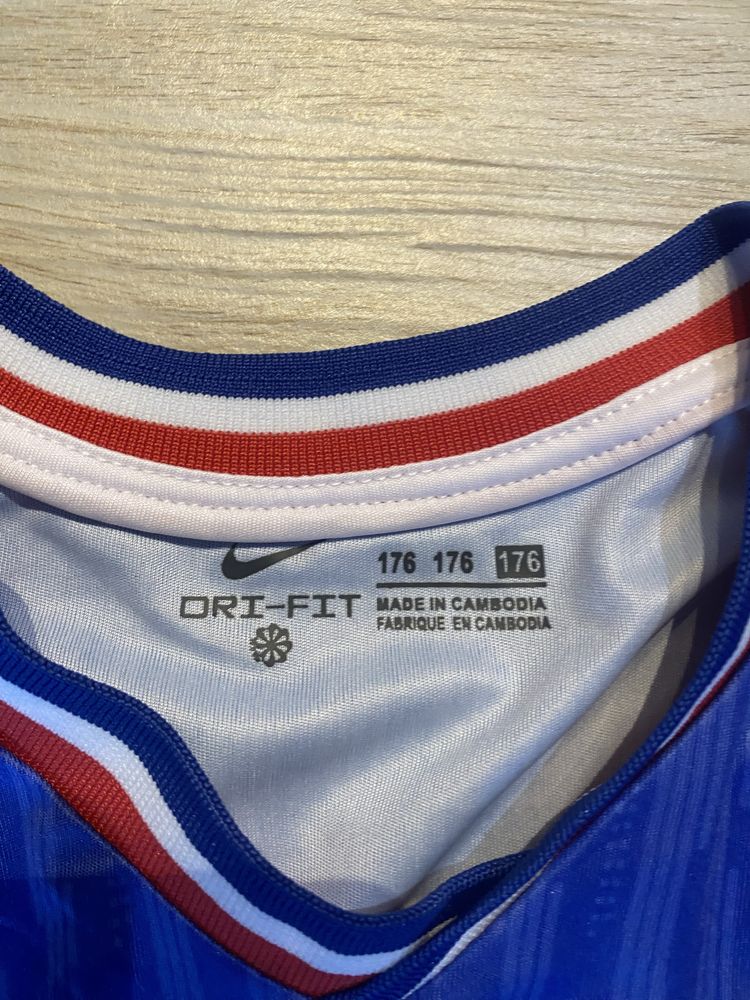 176 176 176
DRI-FIT
MADE IN CAMBODIA
FABRIQUE EN CAMBODIA